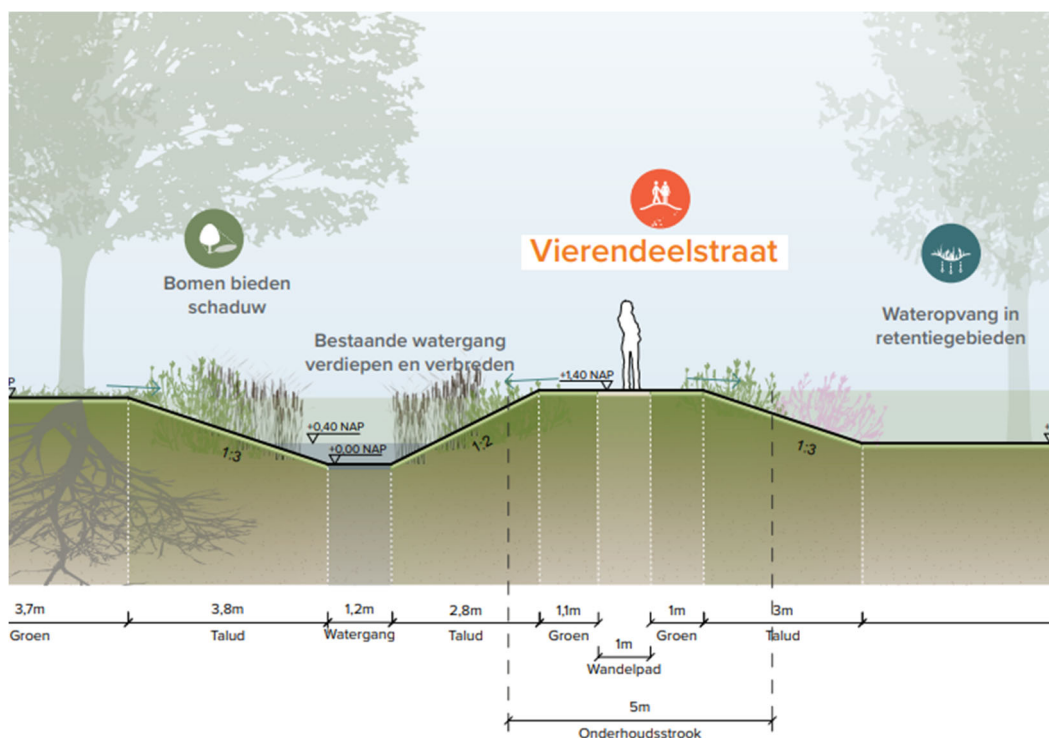 Vierendeelstraat
Bomen bieden
schaduw
Wateropvang in
retentiegebieden
Bestaande watergang
verdiepen en verbreden
+1,40 NAP
+0,40 NAP
+0,00 NAP
1:3
1:2
1:3
3,7m
3,8m
1,2m
2,8m
1,1m
1m
3m
Groen
Talud
Watergang
Talud
Groen
Groen
Talud
1m
Wandelpad
5m
Onderhoudsstrook